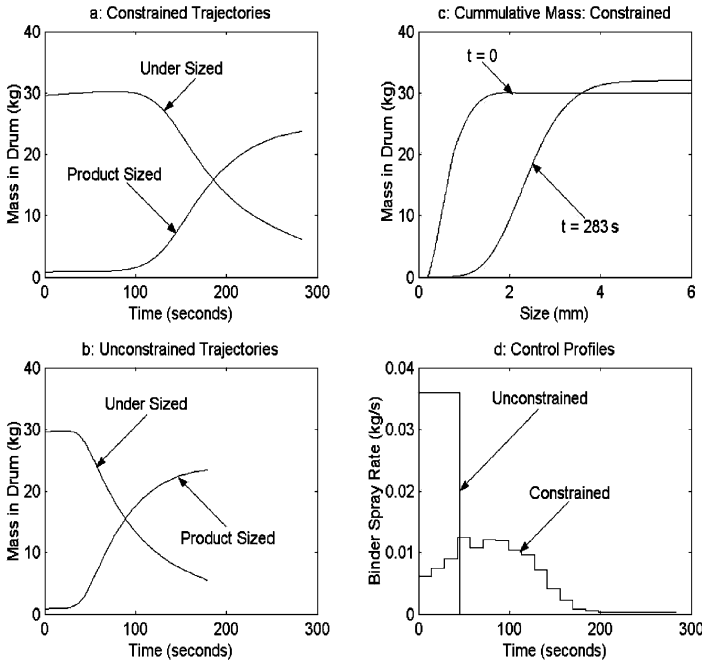 a: Constrained Trajectories
40
30
20
10
0
Mass in Drum (kg)
Under Sized
Product Sized
0 100 200 300
Time (seconds)
c: Cummulative Mass: Constrained
40
30
20
10
0
Mass in Drum (kg)
t = 0
t = 283 s
0 2 4 6
Size (mm)
b: Unconstrained Trajectories
40
30
20
10
0
Mass in Drum (kg)
Under Sized
Product Sized
0 100 200 300
Time (seconds)
d: Control Profiles
0.04
0.03
0.02
0.01
0
Binder Spray Rate (kg/s)
Unconstrained
Constrained
0 100 200 300
Time (seconds)